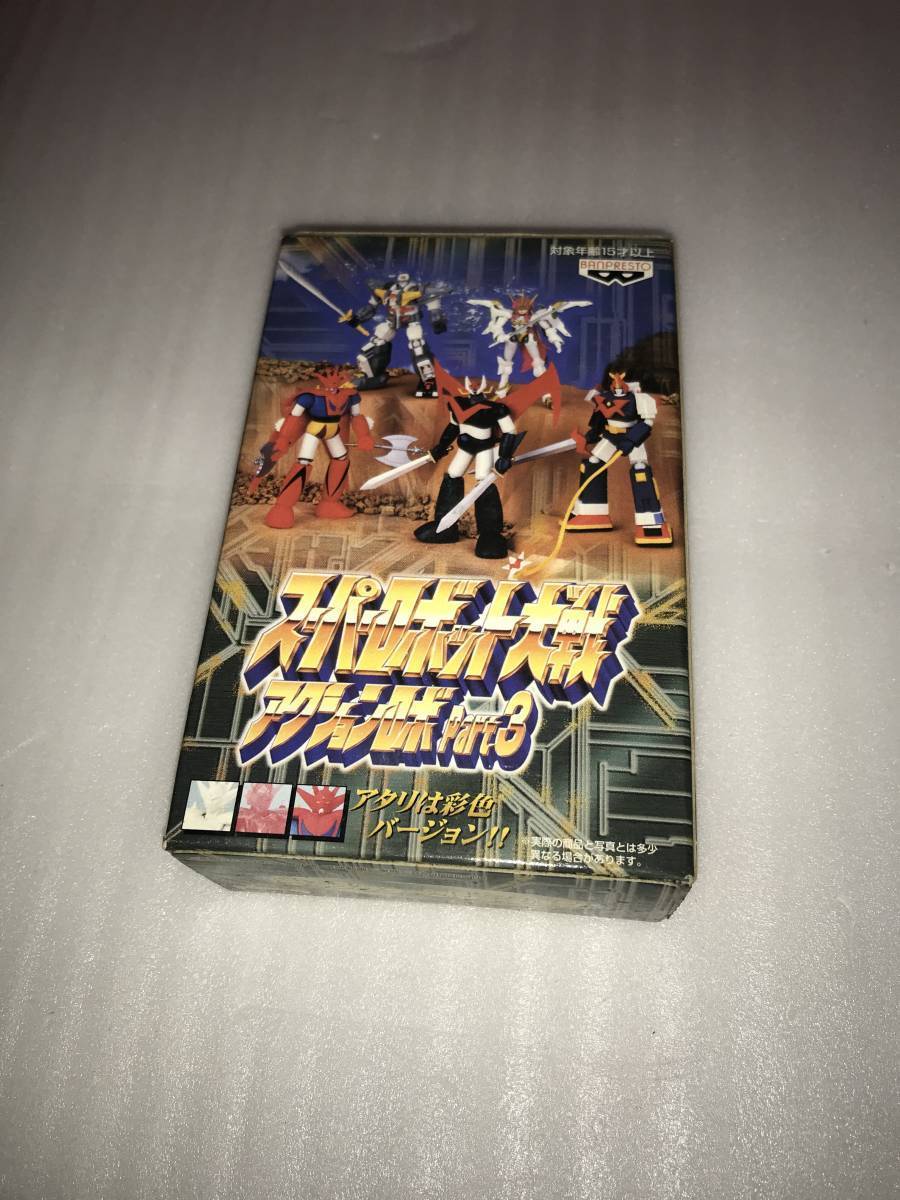 対象年齢15才以上
BANPRESTO
スーパーロボット大戦
アクションロボ Part 3
アタリは彩色
バージョン!!
※実際の商品と写真とは多少
異なる場合があります。